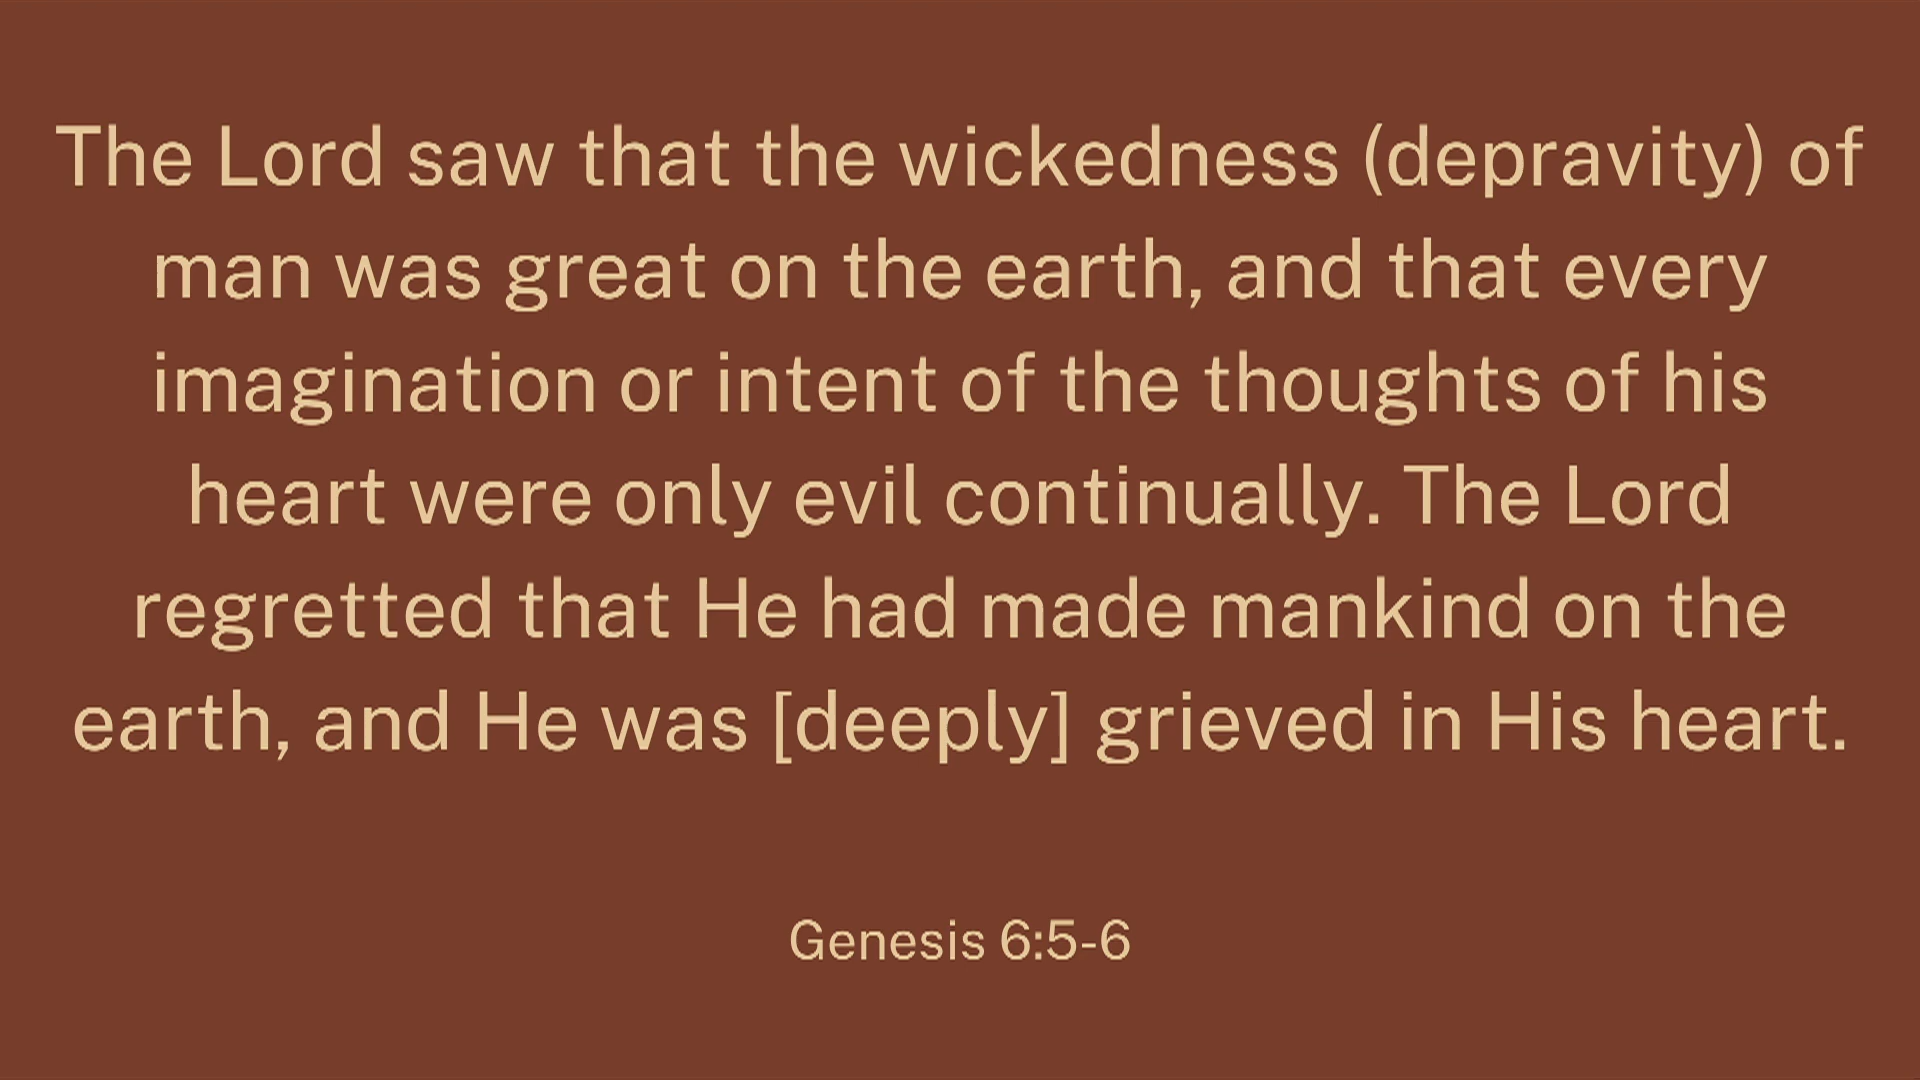 The Lord saw that the wickedness (depravity) of
man was great on the earth, and that every
imagination or intent of the thoughts of his
heart were only evil continually. The Lord
regretted that He had made mankind on the
earth, and He was [deeply] grieved in His heart.
Genesis 6:5-6